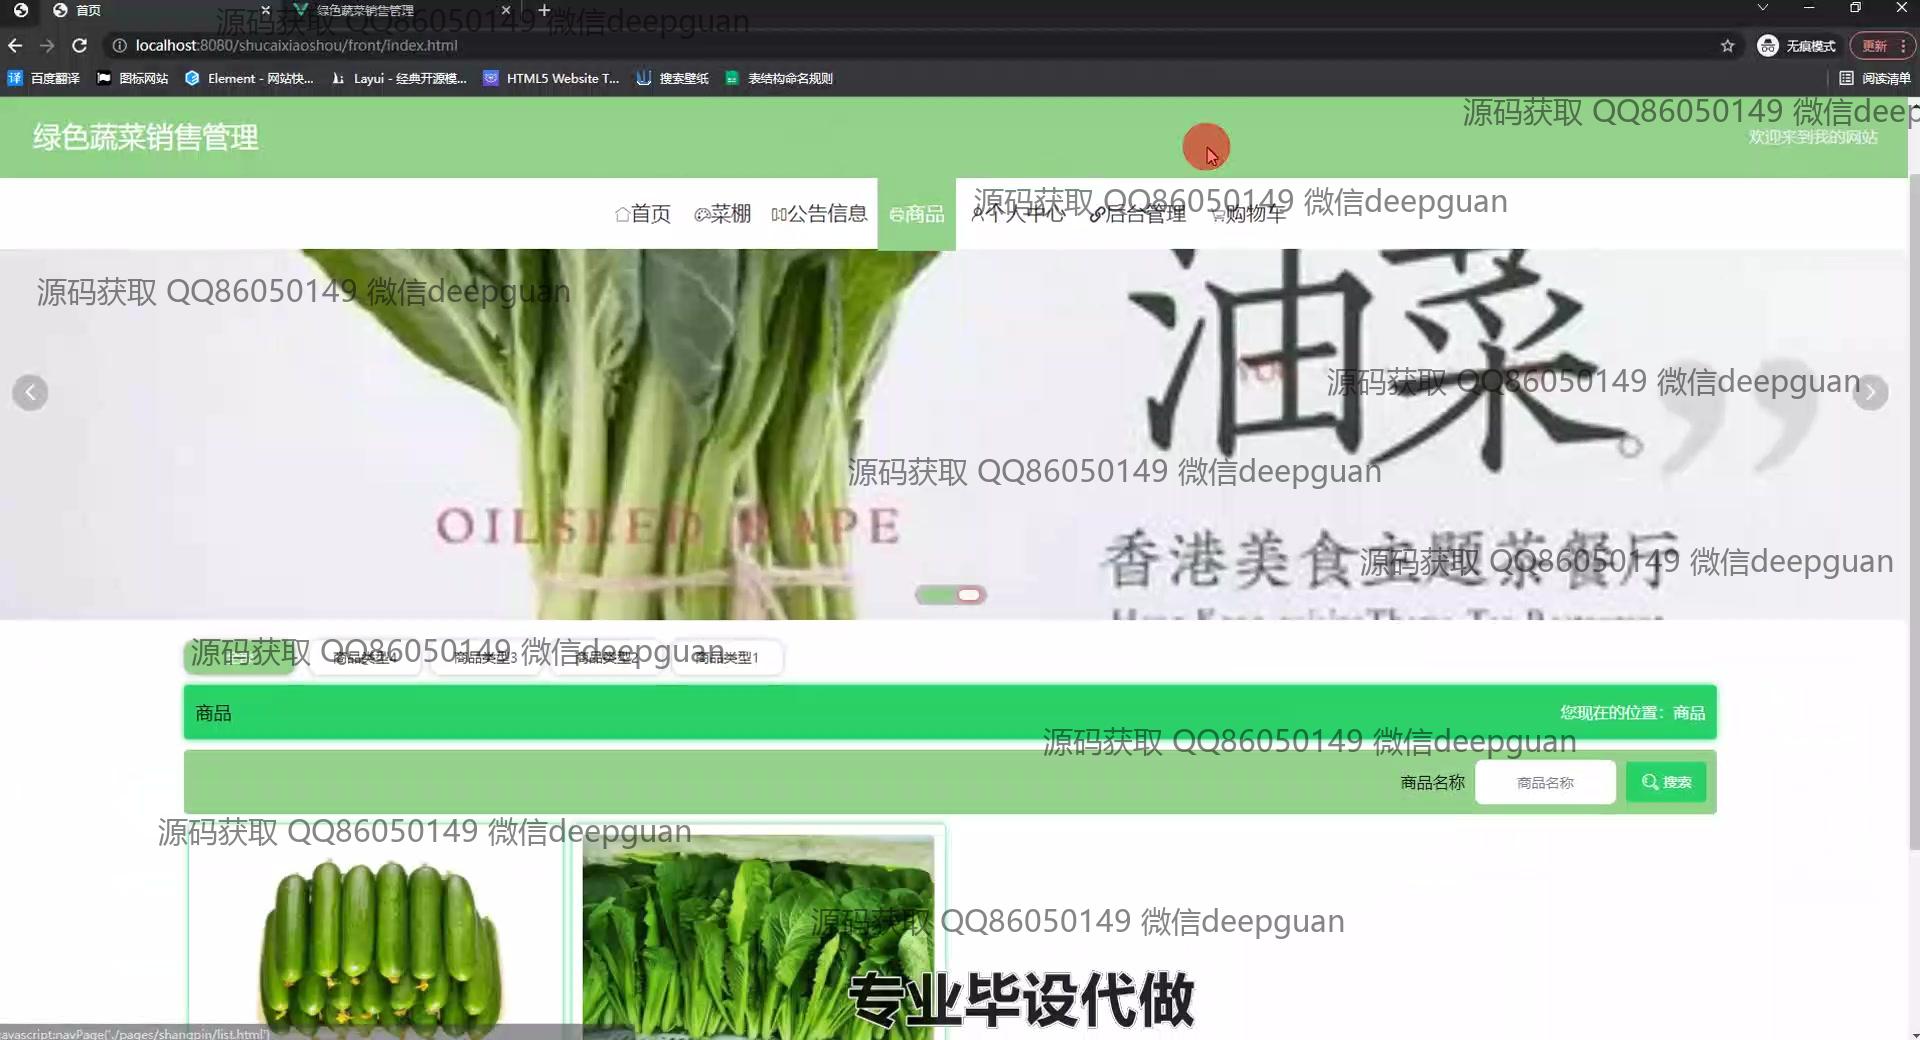 首页
绿色蔬菜销售管理
源码获取 QQ86050149 微信deepguan
localhost:8080/shucaixiaoshou/front/index.html
无痕模式
更新
百度翻译
图标网站
Element - 网站快...
Layui - 经典开源模...
HTML5 Website T...
搜索壁纸
表结构命名规则
阅读清单
源码获取 QQ86050149 微信deep
绿色蔬菜销售管理
欢迎来到我的网站
首页
菜棚
公告信息
商品
个人中心
后台管理
购物车
源码获取 QQ86050149 微信deepguan
源码获取 QQ86050149 微信deepguan
油菜
源码获取 QQ86050149 微信deepguan
源码获取 QQ86050149 微信deepguan
OILSEED RAPE
香港美食主题茶餐厅
源码获取 QQ86050149 微信deepguan
源码获取 QQ86050149 微信deepguan
商品类型4
商品类型3
商品类型2
商品类型1
商品
您现在的位置：商品
源码获取 QQ86050149 微信deepguan
商品名称
商品名称
搜索
源码获取 QQ86050149 微信deepguan
源码获取 QQ86050149 微信deepguan
专业毕设代做
javascript:navPage('./pages/shangpin/list.html')